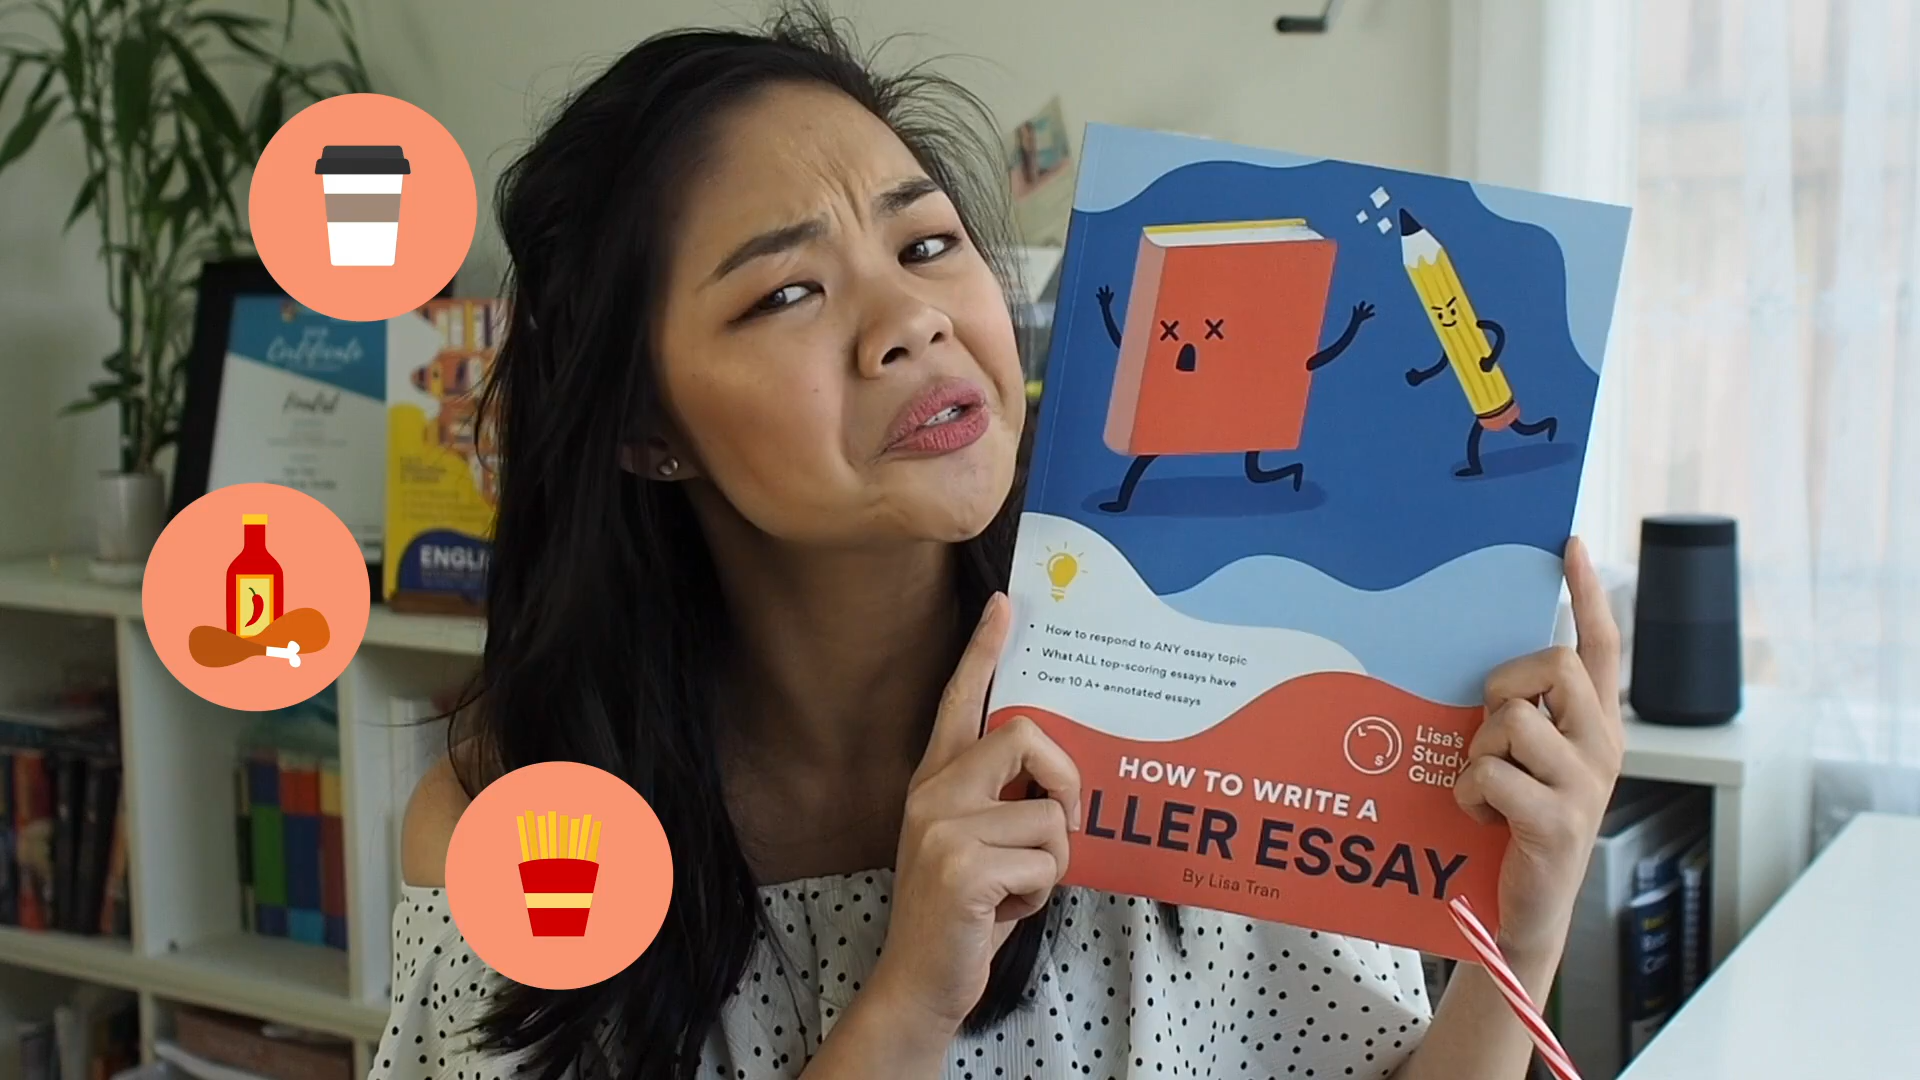 Certificate
ENGLI
• How to respond to ANY essay topic
• What ALL top-scoring essays have
• Over 10 A+ annotated essays
L
S
Lisa's
Study
Guid
HOW TO WRITE A
LLER ESSAY
By Lisa Tran